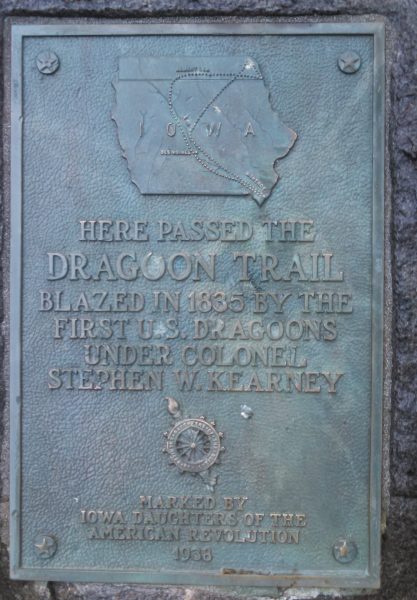 IOWA
HERE PASSED THE
DRAGOON TRAIL
BLAZED IN 1835 BY THE
FIRST U.S. DRAGOONS
UNDER COLONEL
STEPHEN W. KEARNEY
MARKED BY
IOWA DAUGHTERS OF THE
AMERICAN REVOLUTION
1938